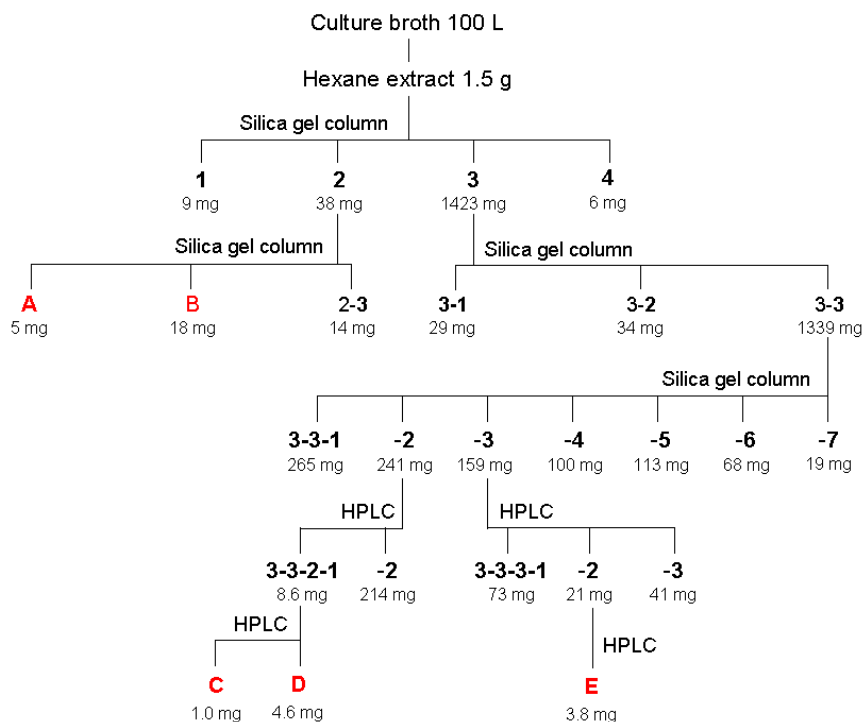 Culture broth 100 L
Hexane extract 1.5 g
Silica gel column
1 2 3 4
9 mg 38 mg 1423 mg 6 mg
Silica gel column Silica gel column
A B 2-3 3-1 3-2 3-3
5 mg 18 mg 14 mg 29 mg 34 mg 1339 mg
Silica gel column
3-3-1 -2 -3 -4 -5 -6 -7
265 mg 241 mg 159 mg 100 mg 113 mg 68 mg 19 mg
HPLC HPLC
3-3-2-1 -2 3-3-3-1 -2 -3
8.6 mg 214 mg 73 mg 21 mg 41 mg
HPLC HPLC
C D E
1.0 mg 4.6 mg 3.8 mg